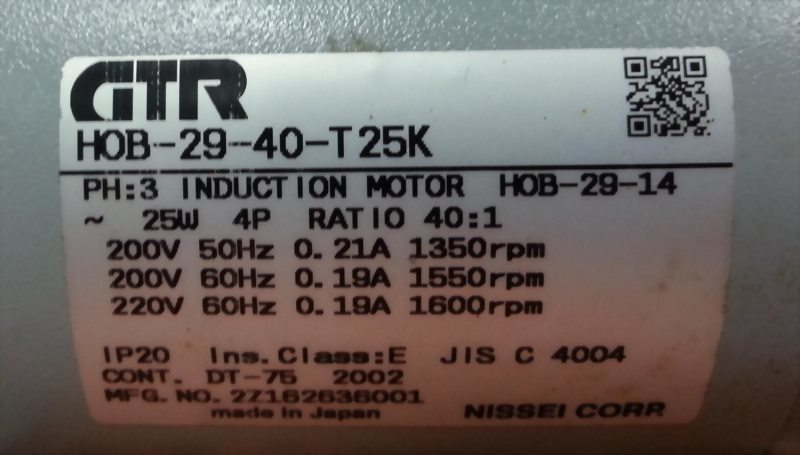 GTR
HOB-29-40-T25K
PH:3 INDUCTION MOTOR HOB-29-14
~ 25W 4P RATIO 40:1
200V 50Hz 0.21A 1350rpm
200V 60Hz 0.19A 1550rpm
220V 60Hz 0.19A 1600rpm
IP20 Ins.Class:E JIS C 4004
CONT. DT-75 2002
MFG.NO.2Z162636001
made in Japan NISSEI CORP.